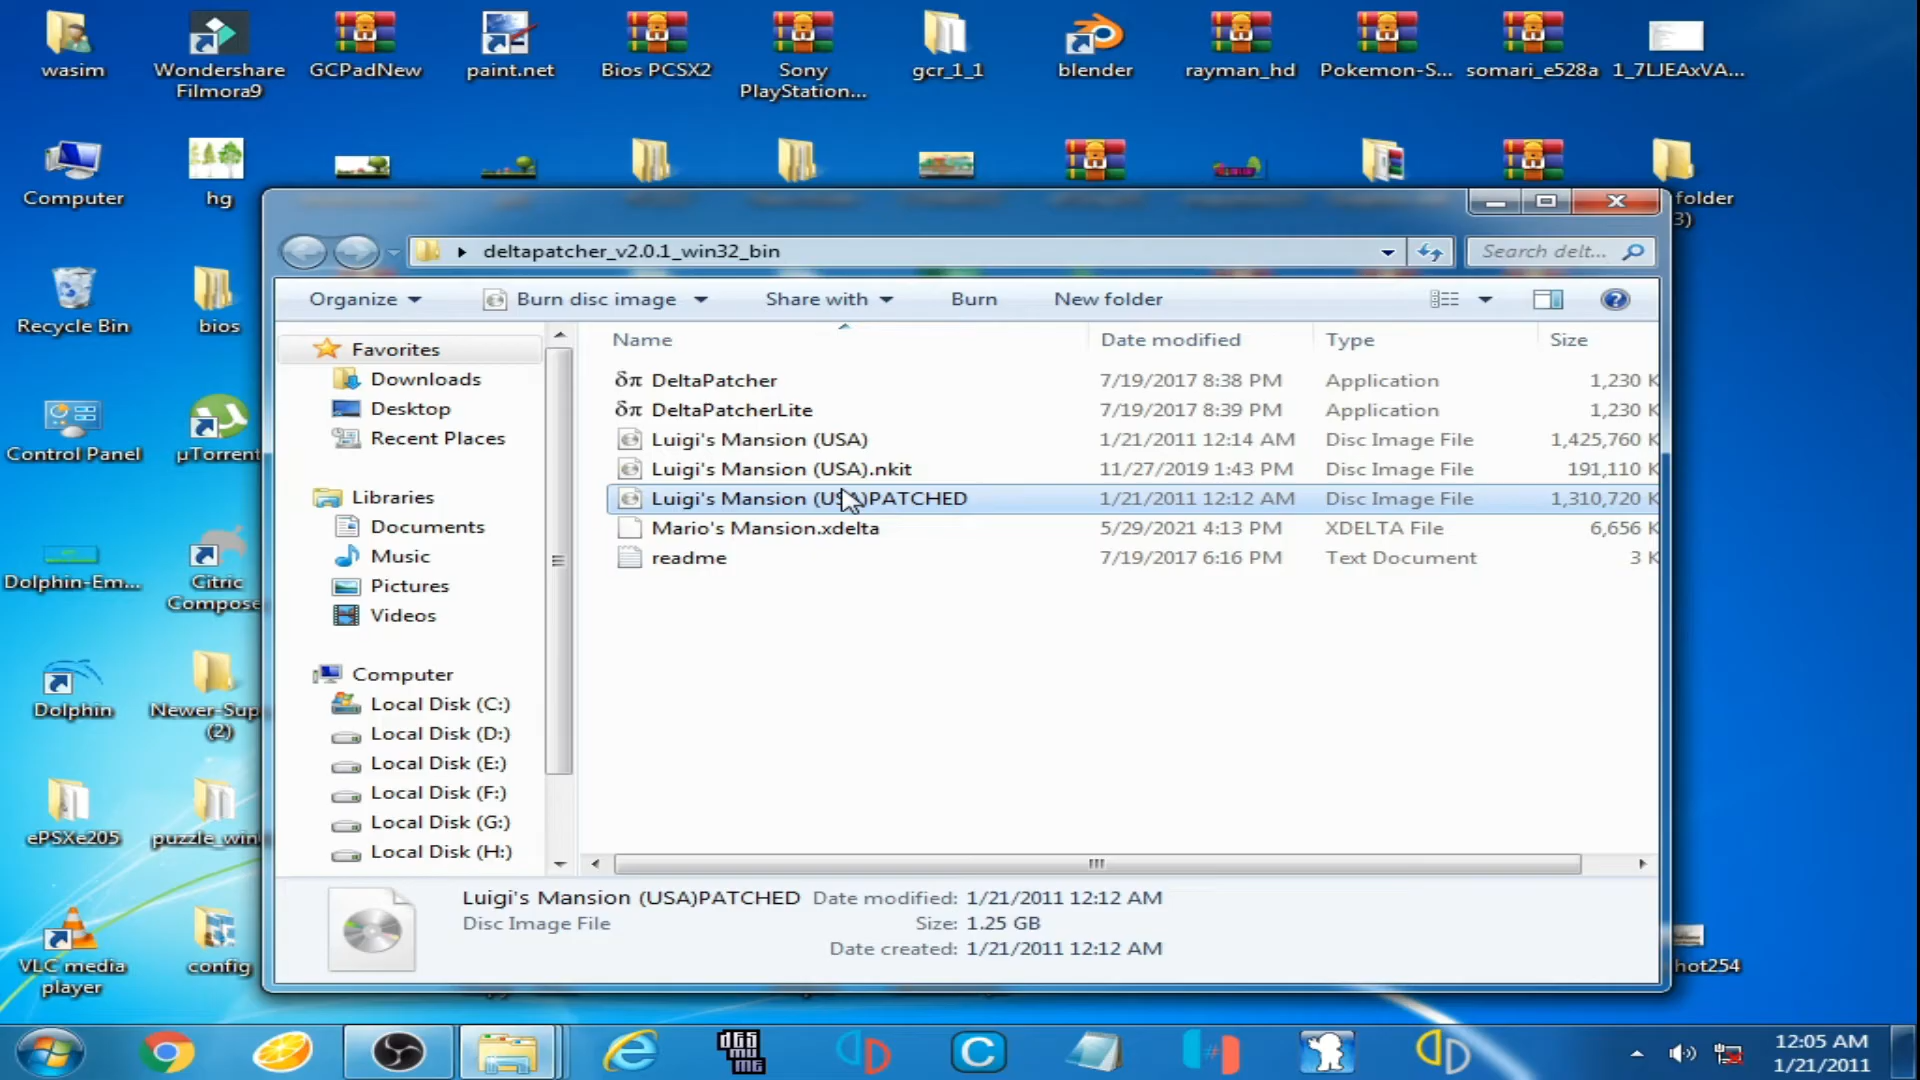 wasim
Wondershare
Filmora9
GCPadNew
paint.net
Bios PCSX2
Sony
PlayStation...
gcr_1_1
blender
rayman_hd
Pokemon-S...
somari_e528a
1_7LJEAxVA...
Computer
hg
folder
3)
deltapatcher_v2.0.1_win32_bin
Search delt...
Organize
Burn disc image
Share with
Burn
New folder
Name
Date modified
Type
Size
DeltaPatcher 7/19/2017 8:38 PM Application 1,230 K
DeltaPatcherLite 7/19/2017 8:39 PM Application 1,230 K
Luigi's Mansion (USA) 1/21/2011 12:14 AM Disc Image File 1,425,760 K
Luigi's Mansion (USA).nkit 11/27/2019 1:43 PM Disc Image File 191,110 K
Luigi's Mansion (USA)PATCHED 1/21/2011 12:12 AM Disc Image File 1,310,720 K
Mario's Mansion.xdelta 5/29/2021 4:13 PM XDELTA File 6,656 K
readme 7/19/2017 6:16 PM Text Document 3 K
Favorites
Downloads
Desktop
Recent Places
Libraries
Documents
Music
Pictures
Videos
Computer
Local Disk (C:)
Local Disk (D:)
Local Disk (E:)
Local Disk (F:)
Local Disk (G:)
Local Disk (H:)
Luigi's Mansion (USA)PATCHED Date modified: 1/21/2011 12:12 AM
Disc Image File Size: 1.25 GB
Date created: 1/21/2011 12:12 AM
Recycle Bin
bios
Control Panel
µTorrent
Dolphin-Em...
Citric
Compose
Dolphin
Newer-Sup
(2)
ePSXe205
puzzle_win
VLC media
player
config
hot254
12:05 AM
1/21/2011